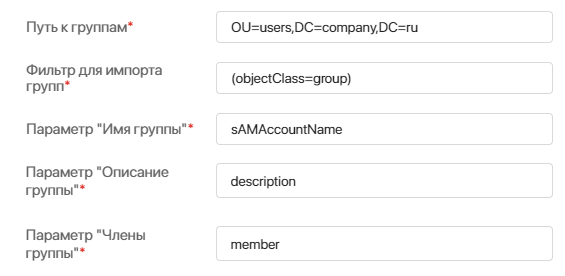 Путь к группам*
OU=users,DC=company,DC=ru
Фильтр для импорта
групп*
(objectClass=group)
Параметр "Имя группы"*
sAMAccountName
Параметр "Описание
группы"*
description
Параметр "Члены
группы"*
member